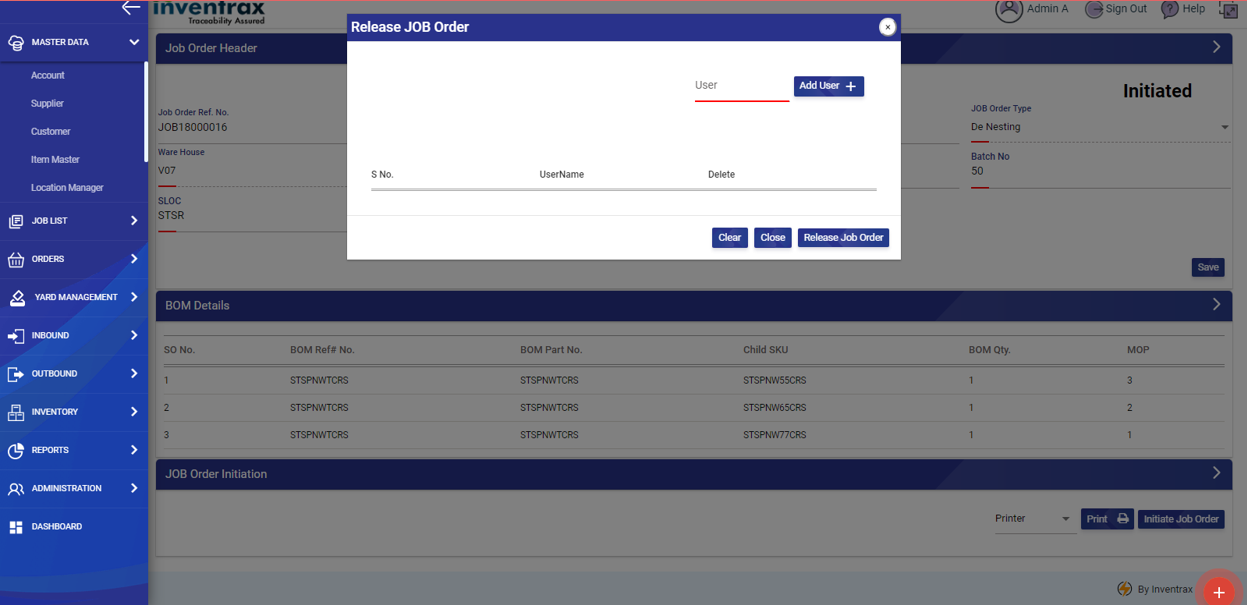 inventrax
Traceability Assured
Admin A
Sign Out
Help
MASTER DATA
Account
Supplier
Customer
Item Master
Location Manager
JOB LIST
ORDERS
YARD MANAGEMENT
INBOUND
OUTBOUND
INVENTORY
REPORTS
ADMINISTRATION
DASHBOARD
Release JOB Order
User
Add User
S No. UserName Delete
Clear Close Release Job Order
Job Order Header
Initiated
Job Order Ref. No.
JOB18000016
JOB Order Type
De Nesting
Ware House
V07
Batch No
50
SLOC
STSR
Save
BOM Details
SO No. BOM Ref# No. BOM Part No. Child SKU BOM Qty. MOP
1 STSPNWTCRS STSPNWTCRS STSPNW55CRS 1 3
2 STSPNWTCRS STSPNWTCRS STSPNW65CRS 1 2
3 STSPNWTCRS STSPNWTCRS STSPNW77CRS 1 1
JOB Order Initiation
Printer Print Initiate Job Order
By Inventrax